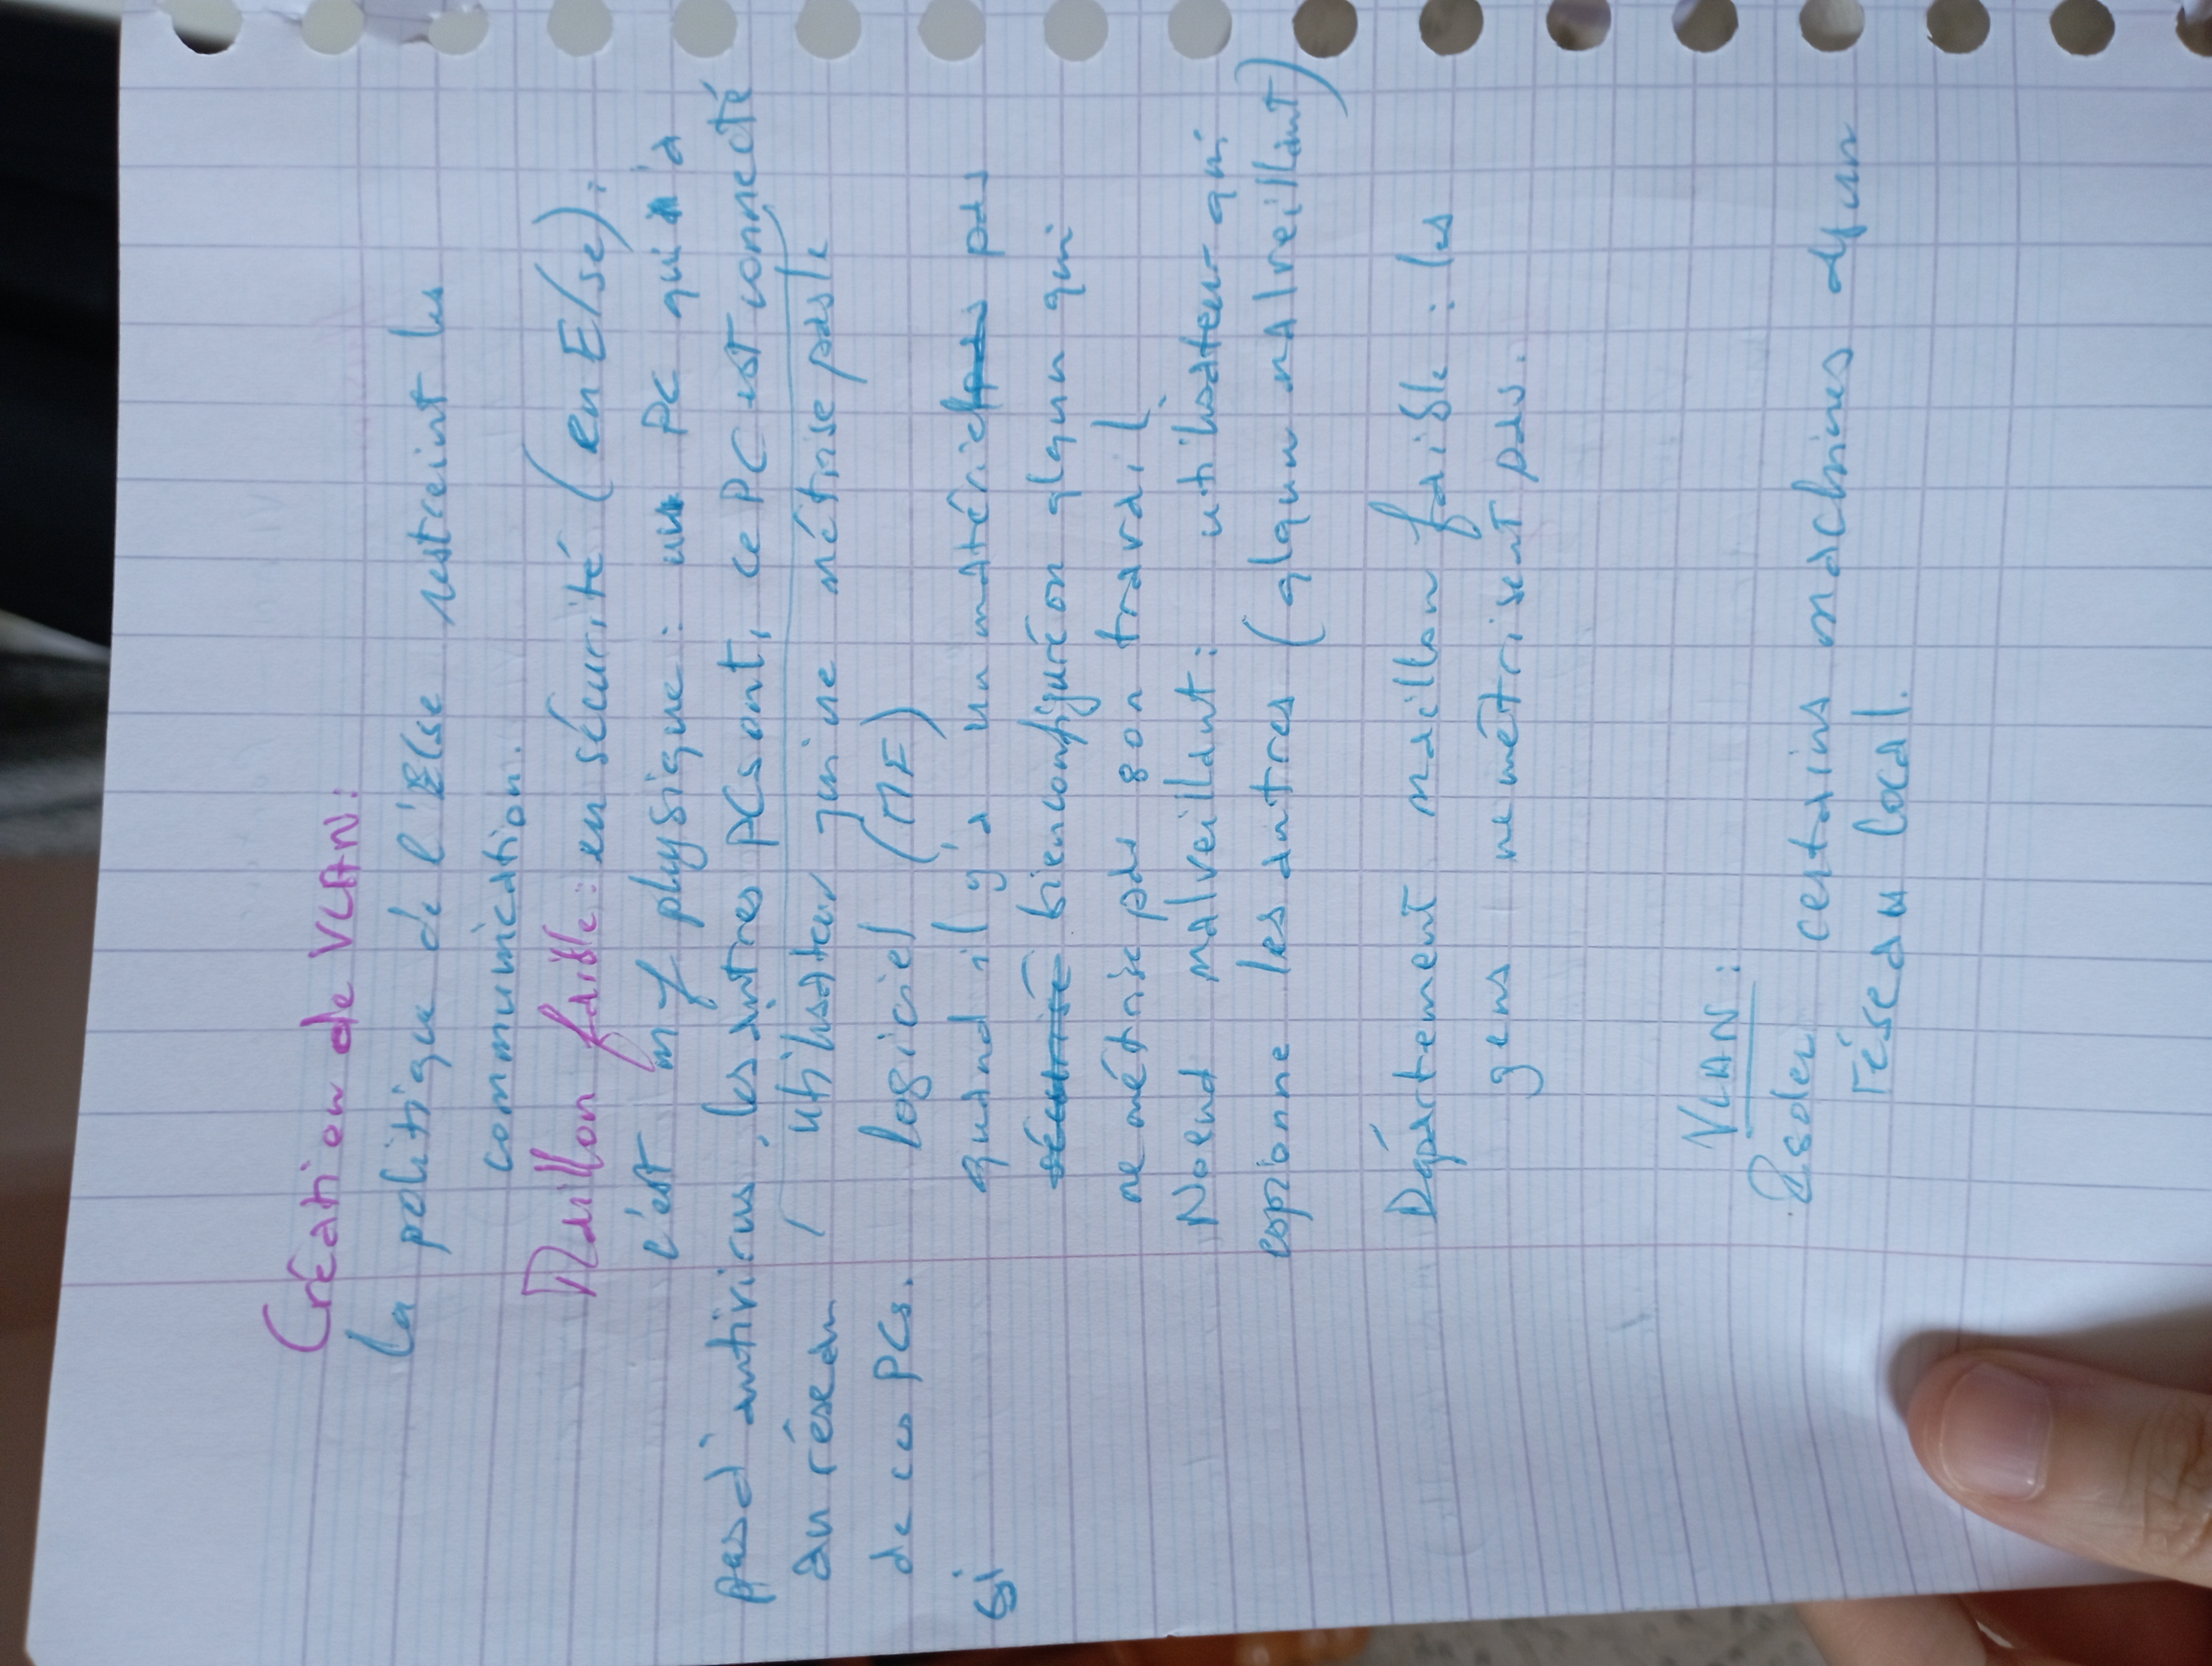 Création de VLAN:
la politique de l'Else restreint les
communication.
Maillon faible: en sécurité (en E/se):
c'est mf physique: un PC qui n'a
pas d'antivirus, les autres PCs ont, ce PC est connecté
au réseau / utilisateur qui ne métrise pas le
de ces PCs. logiciel (MF)
si quand il y'a un matériel pas
sécurisé bien configuré ou qlqun qui
ne métrise pas son travail
Noeud malveillant: utilisateur qui
espionne les autres (qlqun malveillant)
Département maillon faible: les
gens ne métrisent pas.
VLAN:
Isoler certains machines d'un
réseau local.